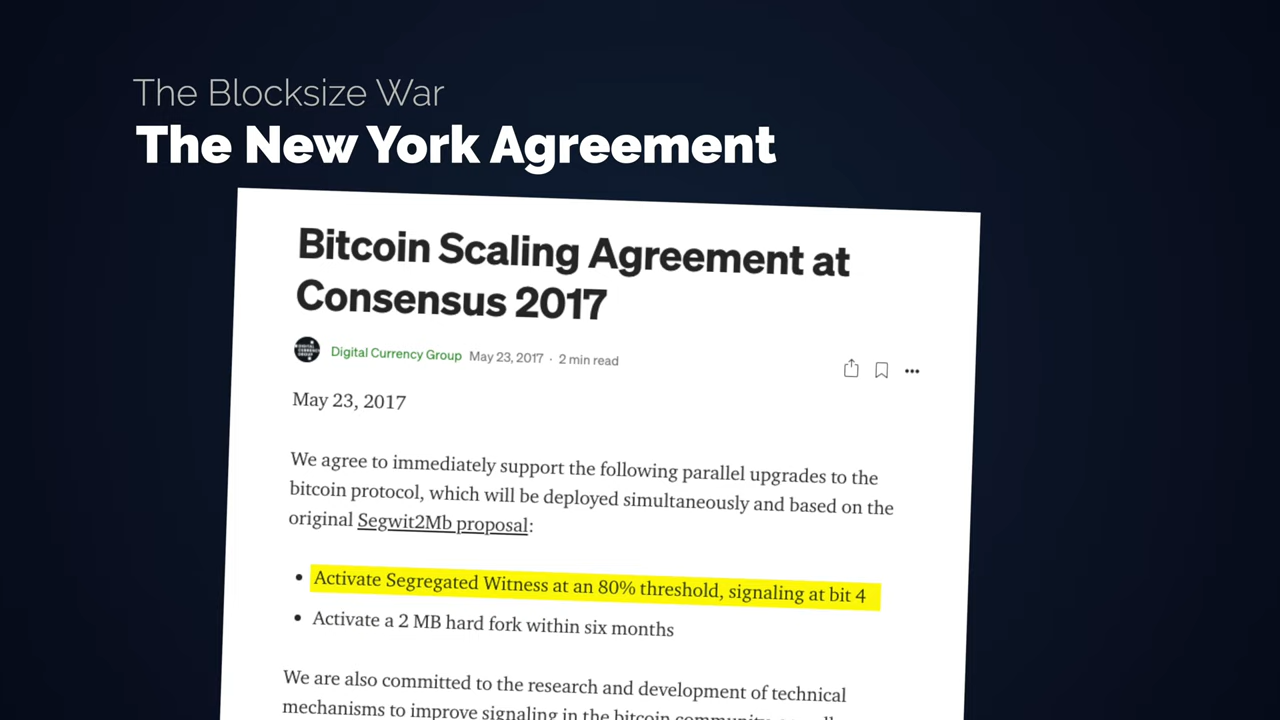 The Blocksize War
The New York Agreement
Bitcoin Scaling Agreement at
Consensus 2017
Digital Currency Group May 23, 2017 · 2 min read
May 23, 2017
We agree to immediately support the following parallel upgrades to the
bitcoin protocol, which will be deployed simultaneously and based on the
original Segwit2Mb proposal:
• Activate Segregated Witness at an 80% threshold, signaling at bit 4
• Activate a 2 MB hard fork within six months
We are also committed to the research and development of technical
mechanisms to improve signaling in the bitcoin community